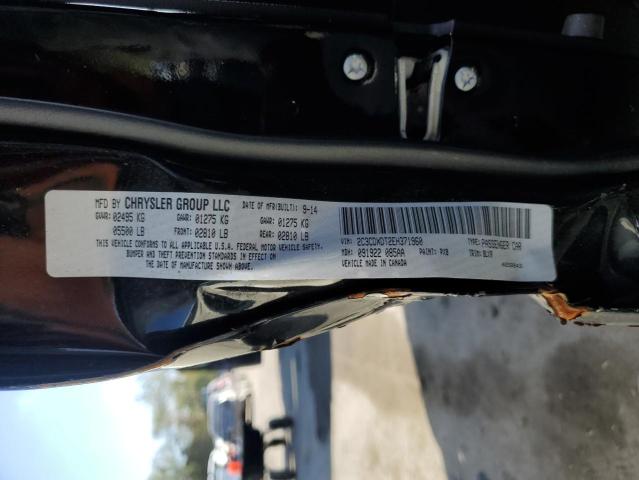 MFD BY CHRYSLER GROUP LLC DATE OF MFR(BUILT): 9-14
GVWR: 02495 KG GAWR: 01275 KG GAWR: 01275 KG
05500 LB FRONT: 02810 LB REAR: 02810 LB
THIS VEHICLE CONFORMS TO ALL APPLICABLE U.S.A. FEDERAL MOTOR VEHICLE SAFETY,
BUMPER AND THEFT PREVENTION STANDARDS IN EFFECT ON
THE DATE OF MANUFACTURE SHOWN ABOVE.
VIN: 2C3CDXDT2EH371960 TYPE: PASSENGER CAR
MDH: 091922 085AA PAINT: PX8 TRIM: BLX9
VEHICLE MADE IN CANADA